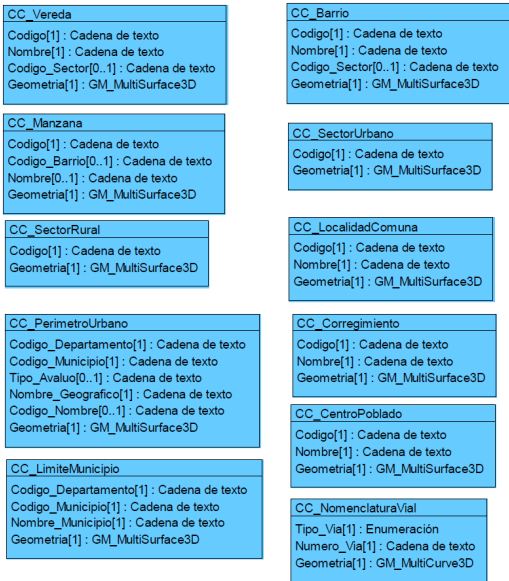 CC_Vereda
Codigo[1] : Cadena de texto
Nombre[1] : Cadena de texto
Codigo_Sector[0..1] : Cadena de texto
Geometria[1] : GM_MultiSurface3D
CC_Barrio
Codigo[1] : Cadena de texto
Nombre[1] : Cadena de texto
Codigo_Sector[0..1] : Cadena de texto
Geometria[1] : GM_MultiSurface3D
CC_Manzana
Codigo[1] : Cadena de texto
Codigo_Barrio[0..1] : Cadena de texto
Nombre[0..1] : Cadena de texto
Geometria[1] : GM_MultiSurface3D
CC_SectorUrbano
Codigo[1] : Cadena de texto
Geometria[1] : GM_MultiSurface3D
CC_SectorRural
Codigo[1] : Cadena de texto
Geometria[1] : GM_MultiSurface3D
CC_LocalidadComuna
Codigo[1] : Cadena de texto
Nombre[1] : Cadena de texto
Geometria[1] : GM_MultiSurface3D
CC_PerimetroUrbano
Codigo_Departamento[1] : Cadena de texto
Codigo_Municipio[1] : Cadena de texto
Tipo_Avaluo[0..1] : Cadena de texto
Nombre_Geografico[1] : Cadena de texto
Codigo_Nombre[0..1] : Cadena de texto
Geometria[1] : GM_MultiSurface3D
CC_Corregimiento
Codigo[1] : Cadena de texto
Nombre[1] : Cadena de texto
Geometria[1] : GM_MultiSurface3D
CC_CentroPoblado
Codigo[1] : Cadena de texto
Nombre[1] : Cadena de texto
Geometria[1] : GM_MultiSurface3D
CC_LimiteMunicipio
Codigo_Departamento[1] : Cadena de texto
Codigo_Municipio[1] : Cadena de texto
Nombre_Municipio[1] : Cadena de texto
Geometria[1] : GM_MultiSurface3D
CC_NomenclaturaVial
Tipo_Via[1] : Enumeración
Numero_Via[1] : Cadena de texto
Geometria[1] : GM_MultiCurve3D